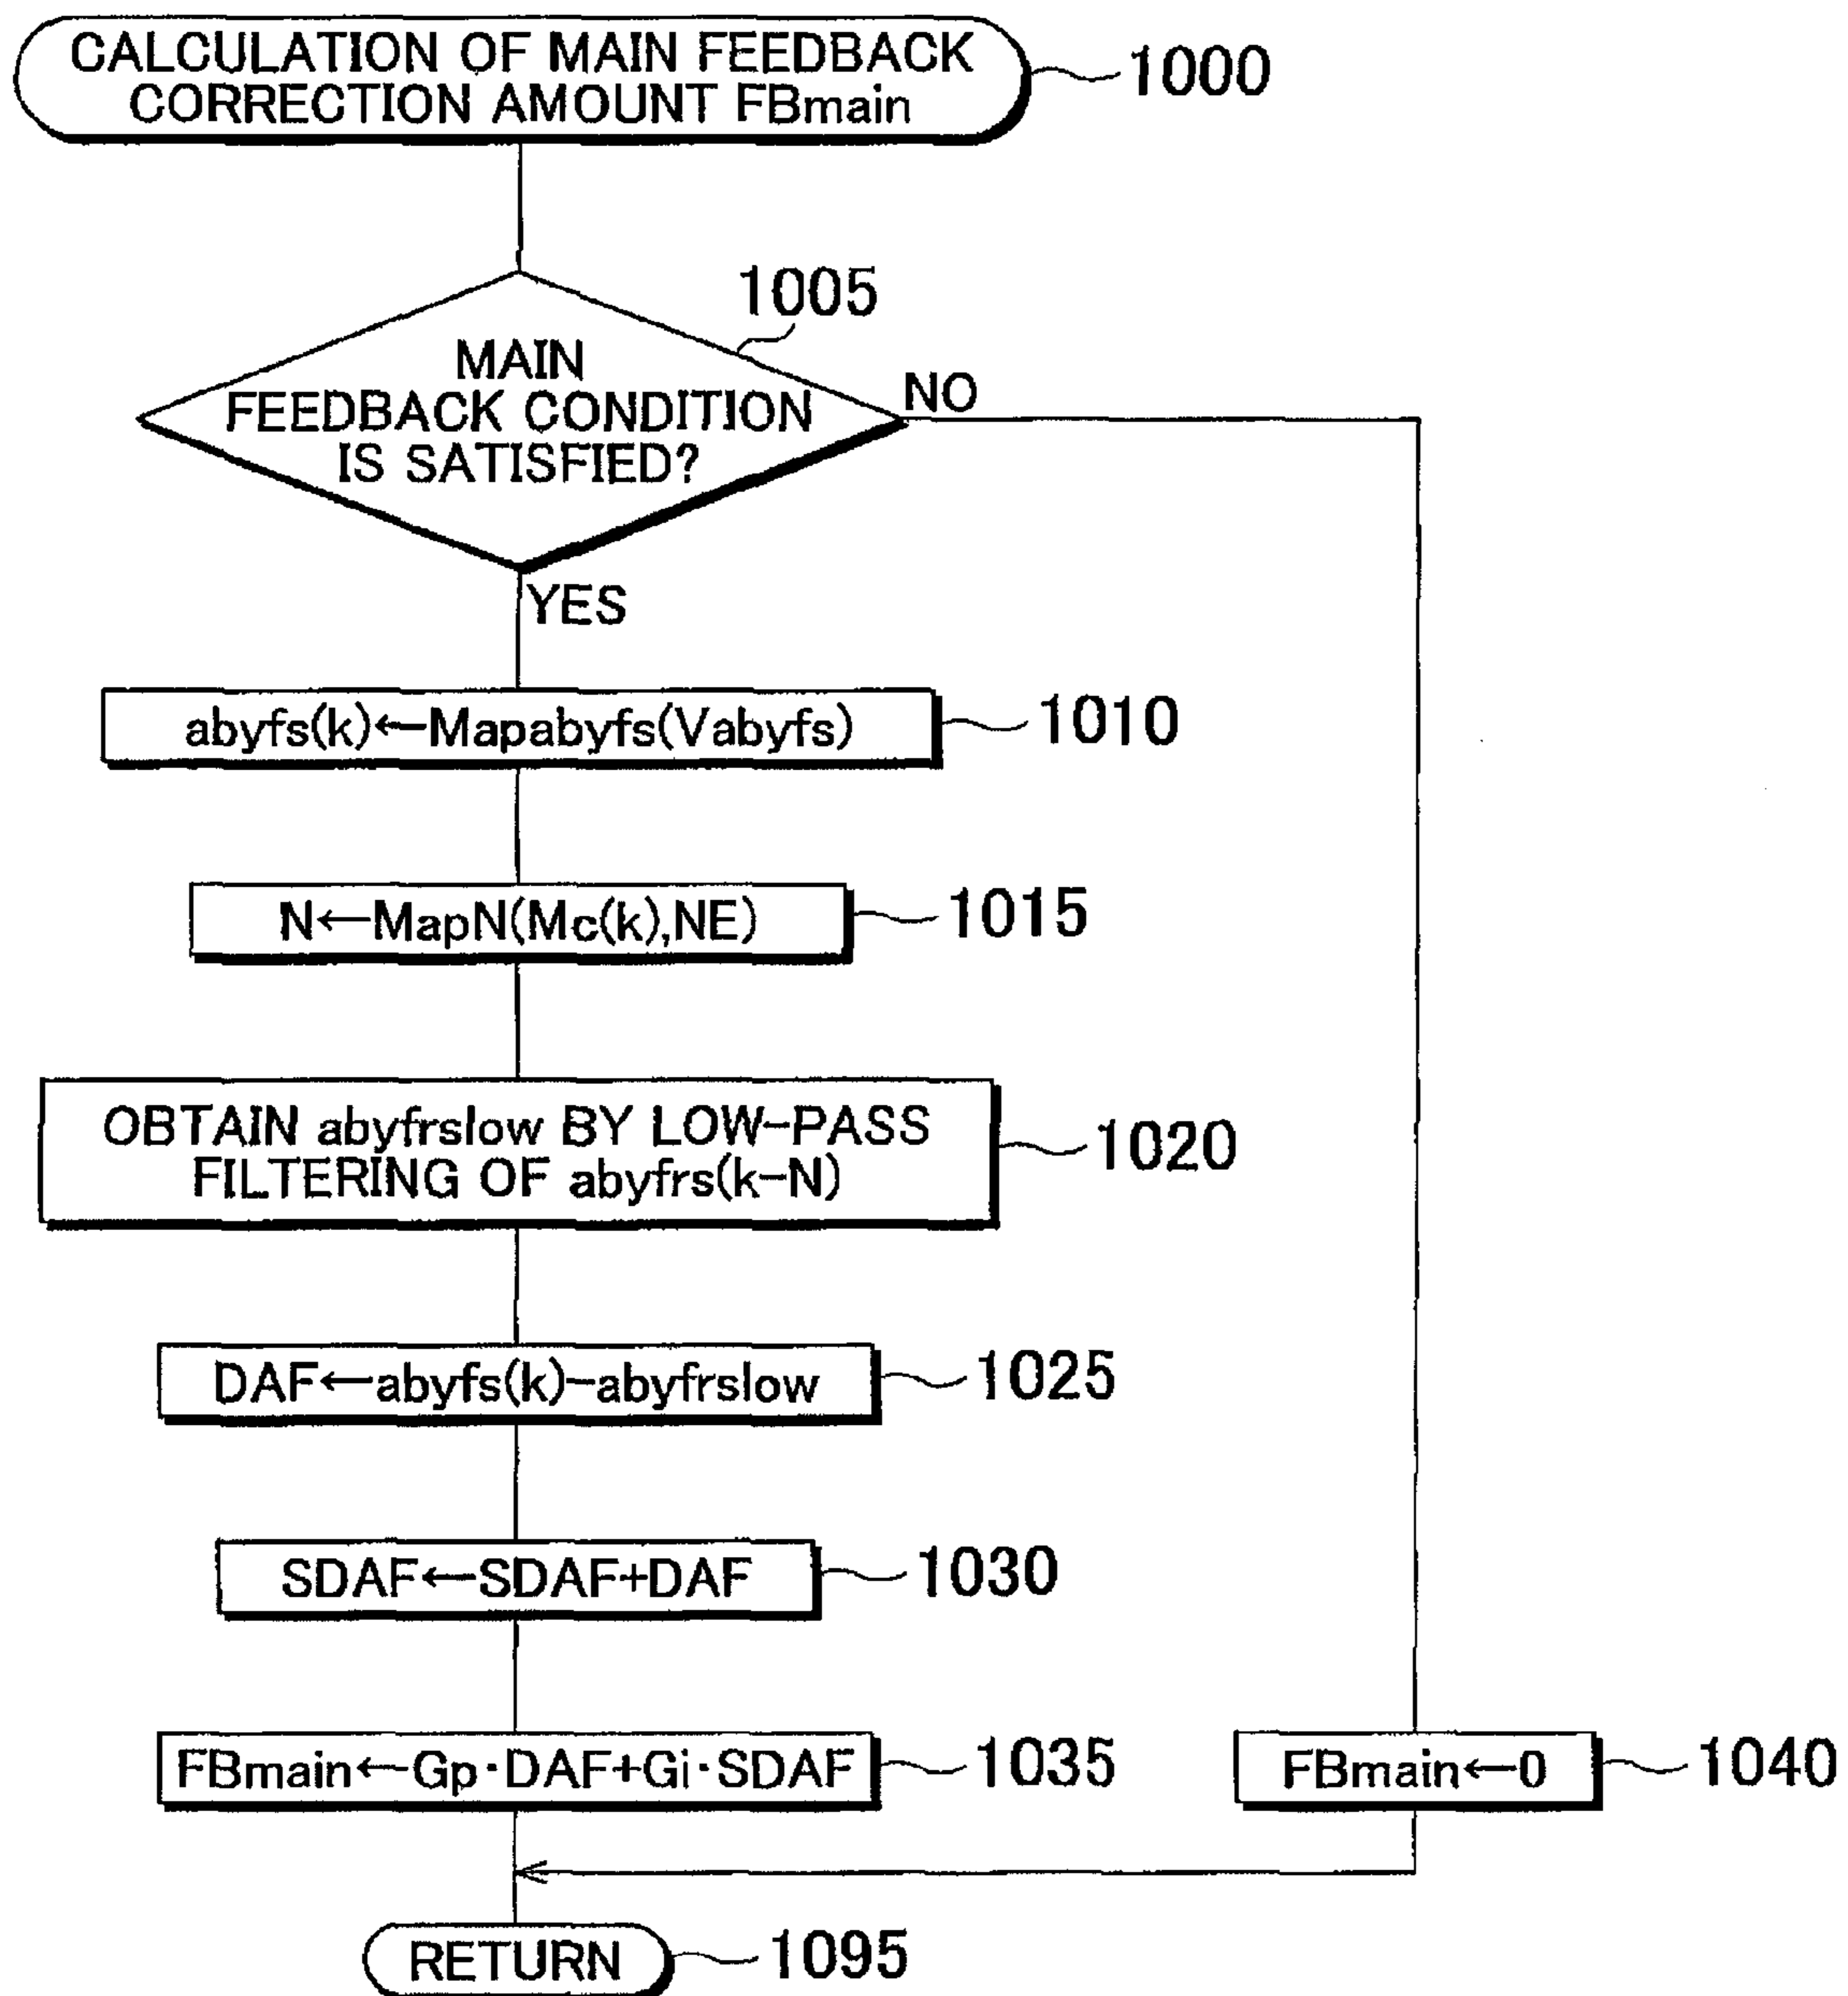 CALCULATION OF MAIN FEEDBACK
CORRECTION AMOUNT FBmain
1000
1005
MAIN
FEEDBACK CONDITION
IS SATISFIED?
NO
YES
abyfs(k)←Mapabyfs(Vabyfs)
1010
N←MapN(Mc(k),NE)
1015
OBTAIN abyfrslow BY LOW-PASS
FILTERING OF abyfrs(k-N)
1020
DAF←abyfs(k)-abyfrslow
1025
SDAF←SDAF+DAF
1030
FBmain←Gp·DAF+Gi·SDAF
1035
FBmain←0
1040
RETURN
1095